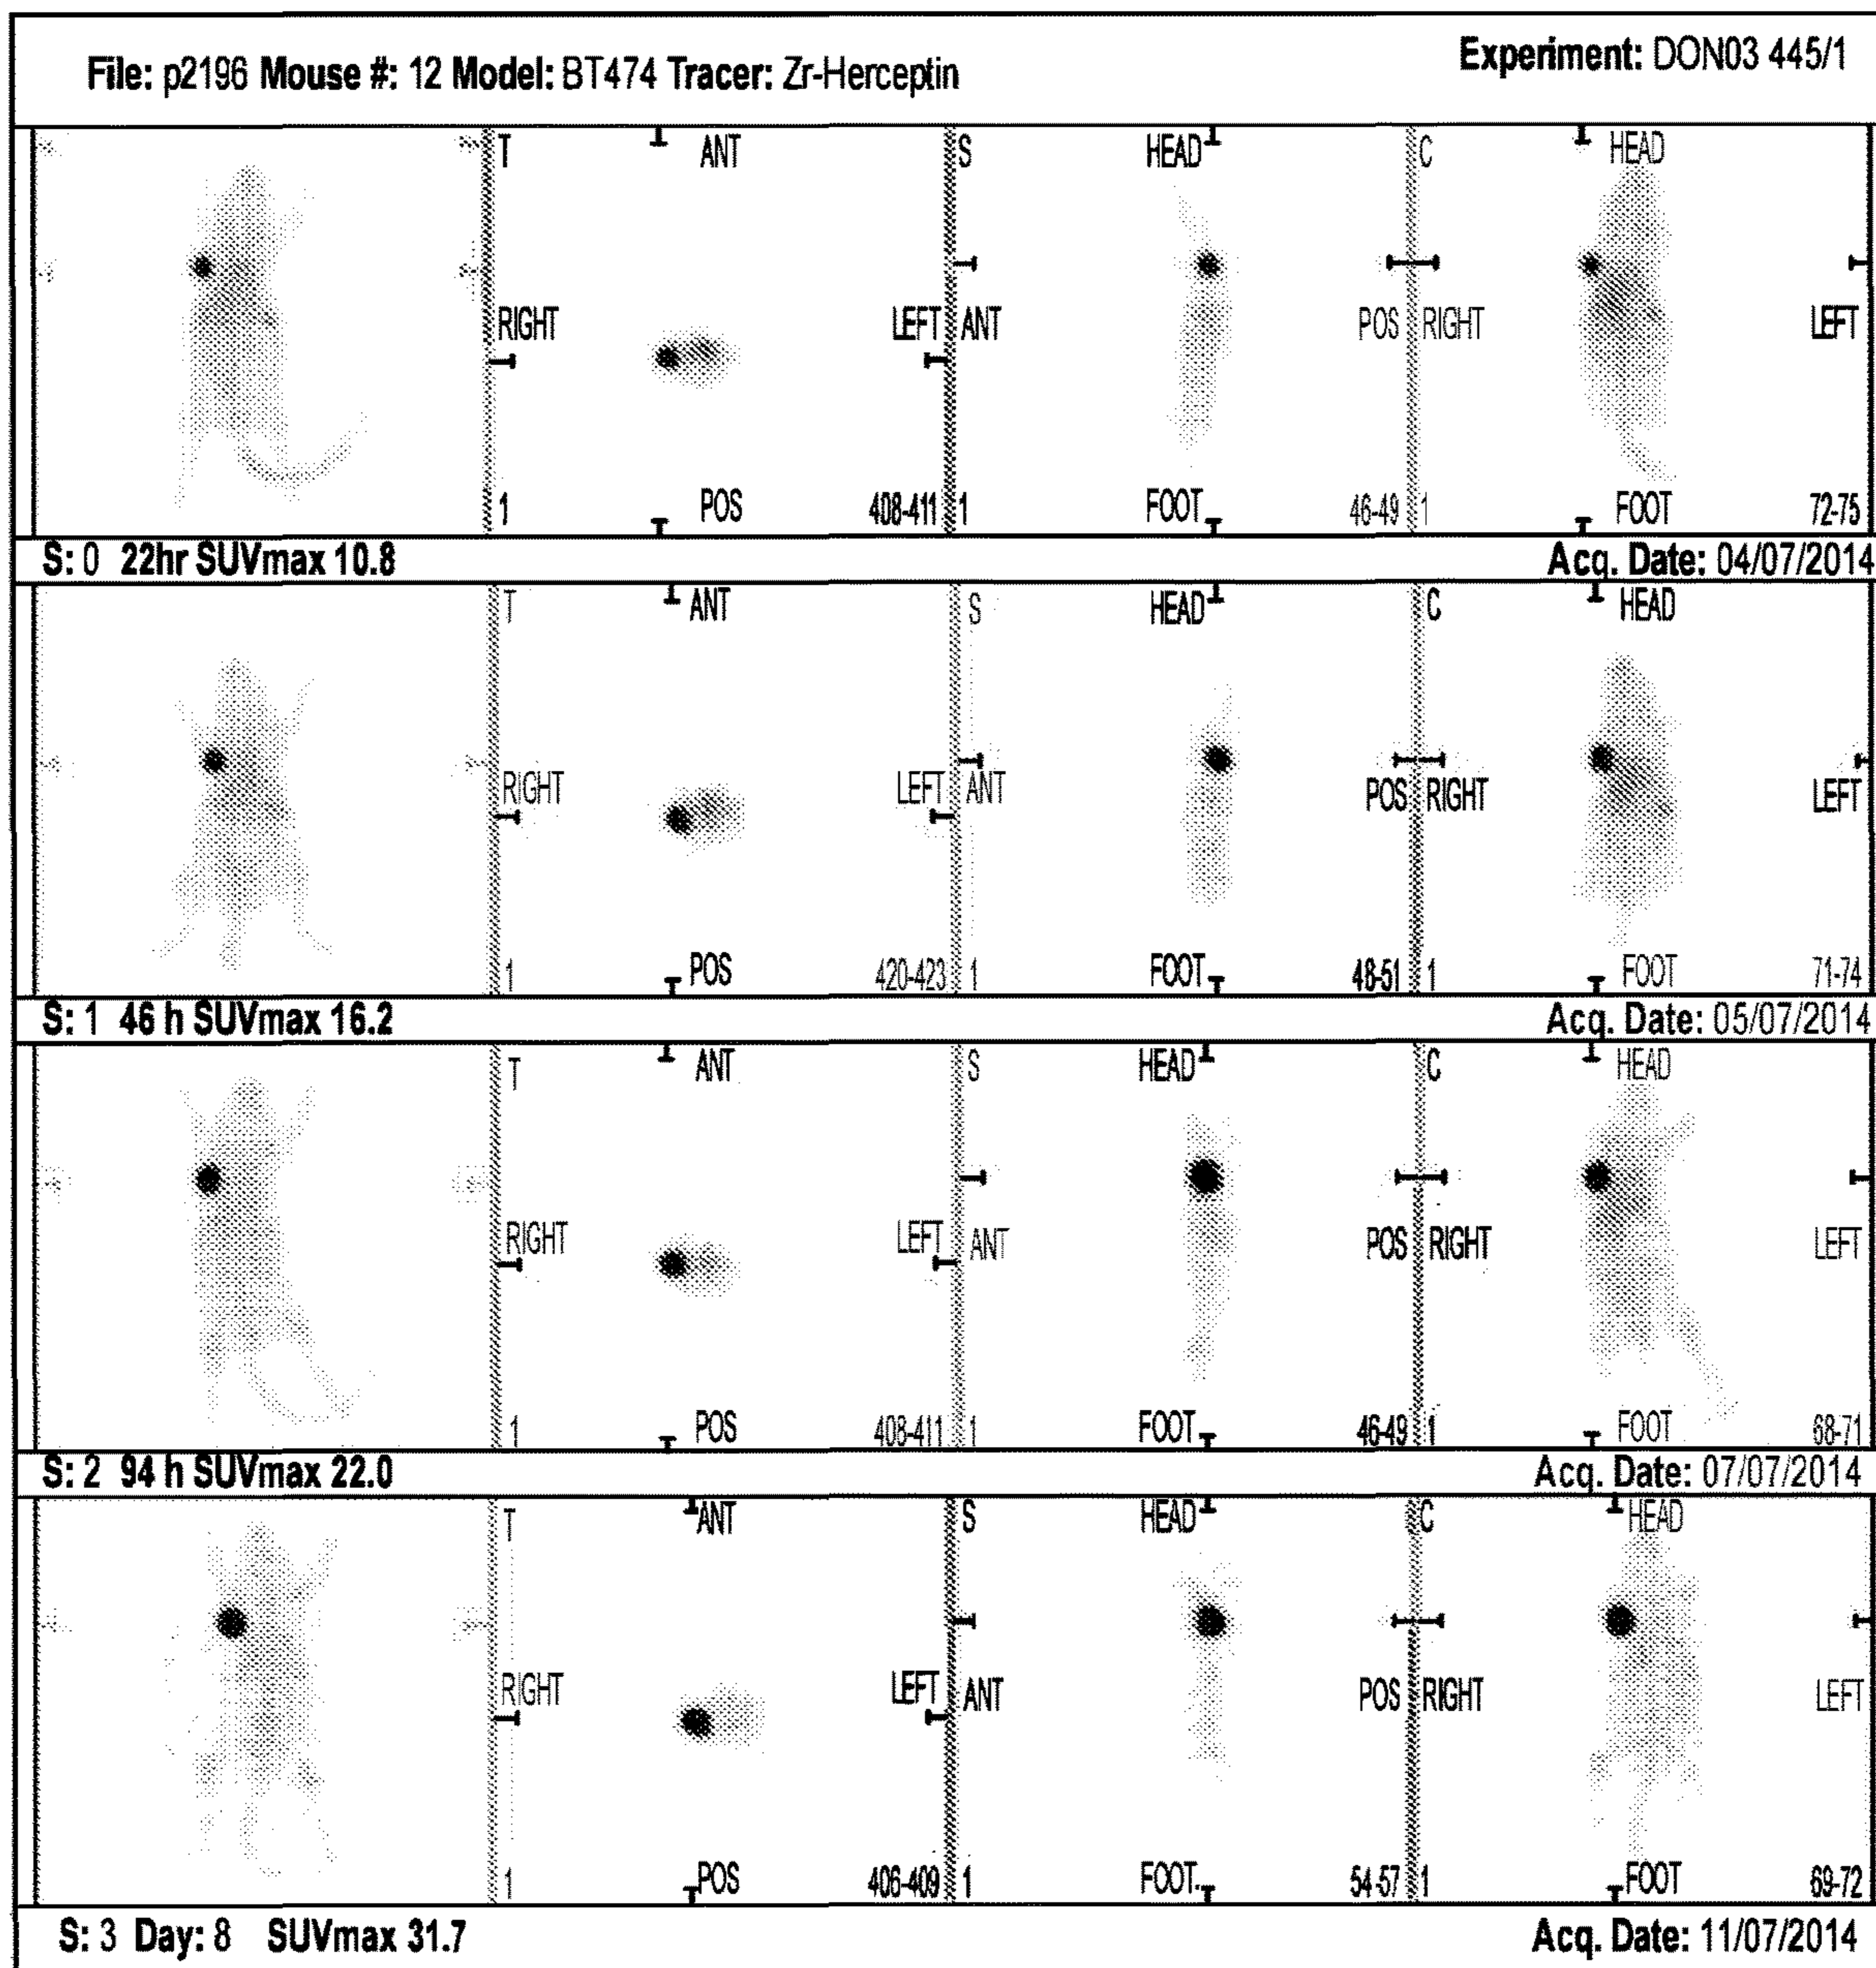 File: p2196 Mouse #: 12 Model: BT474 Tracer: Zr-Herceptin Experiment: DON03 445/1
T ANT S HEAD C HEAD
RIGHT LEFT ANT POS RIGHT LEFT
1 POS 408-411 1 FOOT 46-49 1 FOOT 72-75
S: 0 22hr SUVmax 10.8 Acq. Date: 04/07/2014
T ANT S HEAD C HEAD
RIGHT LEFT ANT POS RIGHT LEFT
1 POS 420-423 1 FOOT 48-51 1 FOOT 71-74
S: 1 46 h SUVmax 16.2 Acq. Date: 05/07/2014
T ANT S HEAD C HEAD
RIGHT LEFT ANT POS RIGHT LEFT
1 POS 408-411 1 FOOT 46-49 1 FOOT 68-71
S: 2 94 h SUVmax 22.0 Acq. Date: 07/07/2014
T ANT S HEAD C HEAD
RIGHT LEFT ANT POS RIGHT LEFT
1 POS 406-409 1 FOOT 54-57 1 FOOT 69-72
S: 3 Day: 8 SUVmax 31.7 Acq. Date: 11/07/2014